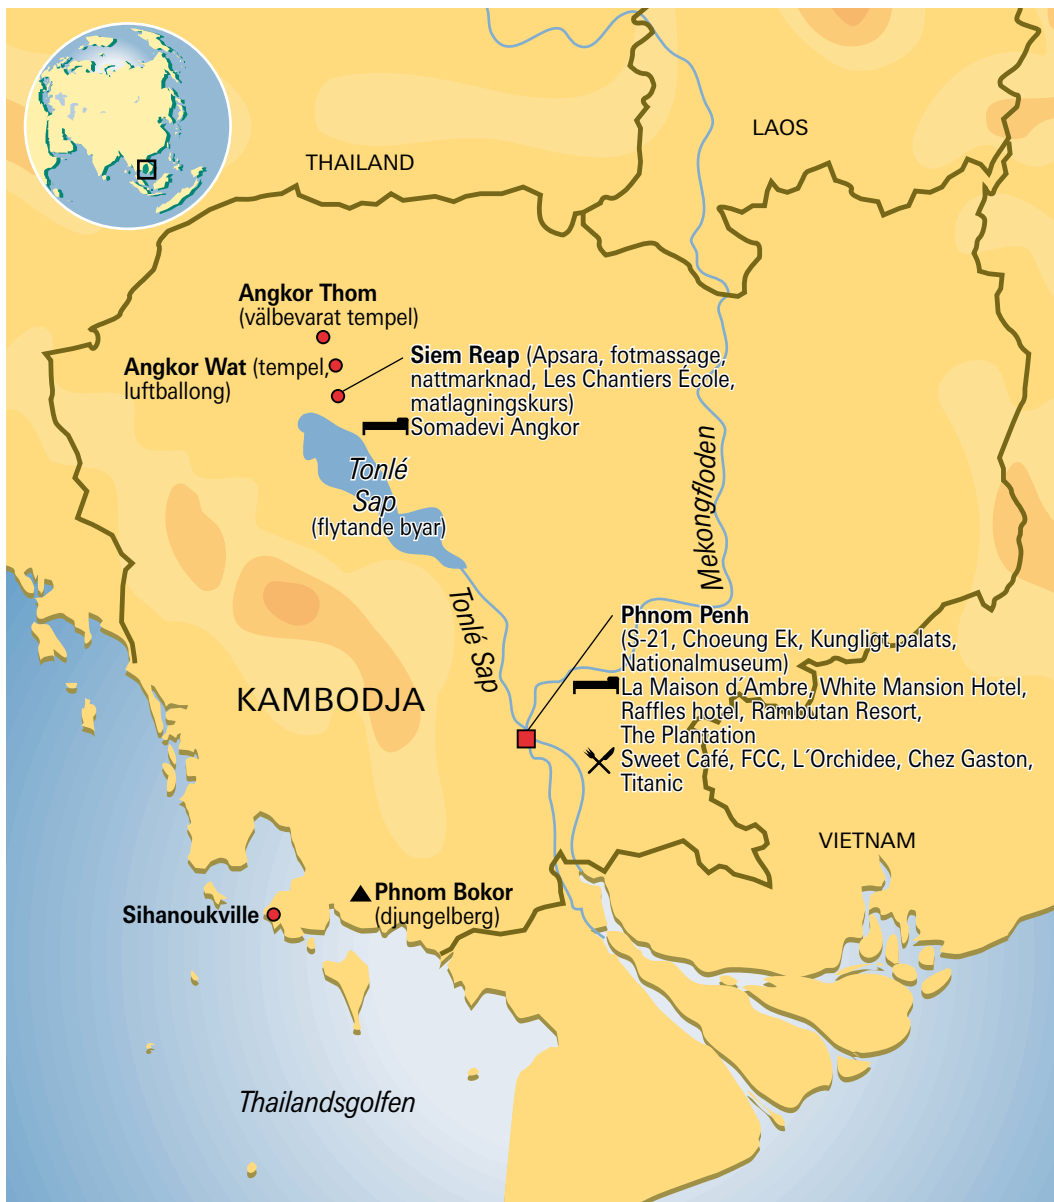 LAOS
THAILAND
Angkor Thom
(välbevarat tempel)
Angkor Wat (tempel,
luftballong)
Siem Reap (Apsara, fotmassage,
nattmarknad, Les Chantiers École,
matlagningskurs)
Somadevi Angkor
Tonlé
Sap
(flytande byar)
Mekongfloden
Tonlé Sap
Phnom Penh
(S-21, Choeung Ek, Kungligt palats,
Nationalmuseum)
La Maison d´Ambre, White Mansion Hotel,
Raffles hotel, Rambutan Resort,
The Plantation
Sweet Café, FCC, L´Orchidee, Chez Gaston,
Titanic
KAMBODJA
VIETNAM
Phnom Bokor
(djungelberg)
Sihanoukville
Thailandsgolfen